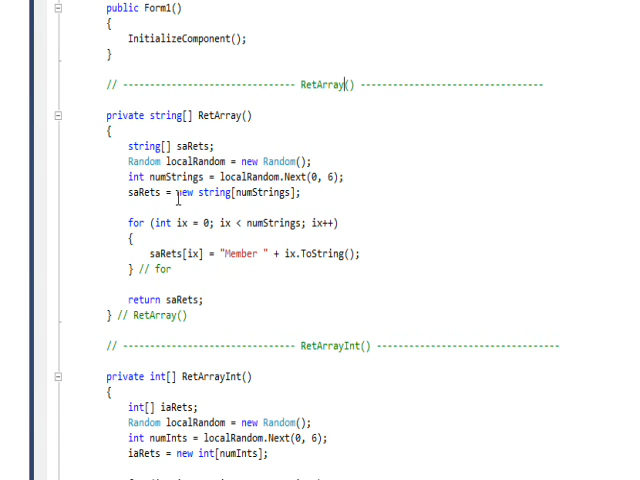 public Form1()
{
InitializeComponent();
}
// -------------------------------- RetArray() ----------------------------------
private string[] RetArray()
{
string[] saRets;
Random localRandom = new Random();
int numStrings = localRandom.Next(0, 6);
saRets = new string[numStrings];
for (int ix = 0; ix < numStrings; ix++)
{
saRets[ix] = "Member " + ix.ToString();
} // for
return saRets;
} // RetArray()
// -------------------------------- RetArrayInt() ----------------------------------
private int[] RetArrayInt()
{
int[] iaRets;
Random localRandom = new Random();
int numInts = localRandom.Next(0, 6);
iaRets = new int[numInts];